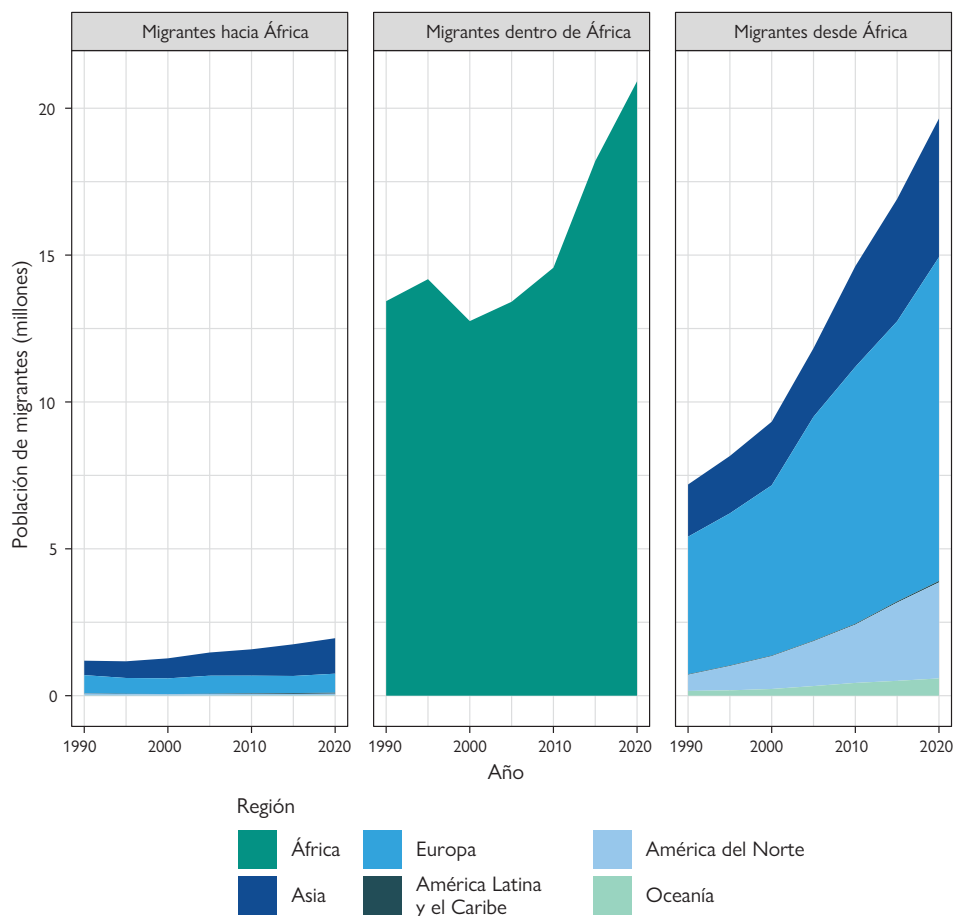 Migrantes hacia África
Migrantes dentro de África
Migrantes desde África
Población de migrantes (millones)
20
15
10
5
0
1990 2000 2010 2020
1990 2000 2010 2020
1990 2000 2010 2020
Año
Región
África
Europa
América del Norte
Asia
América Latina
y el Caribe
Oceanía